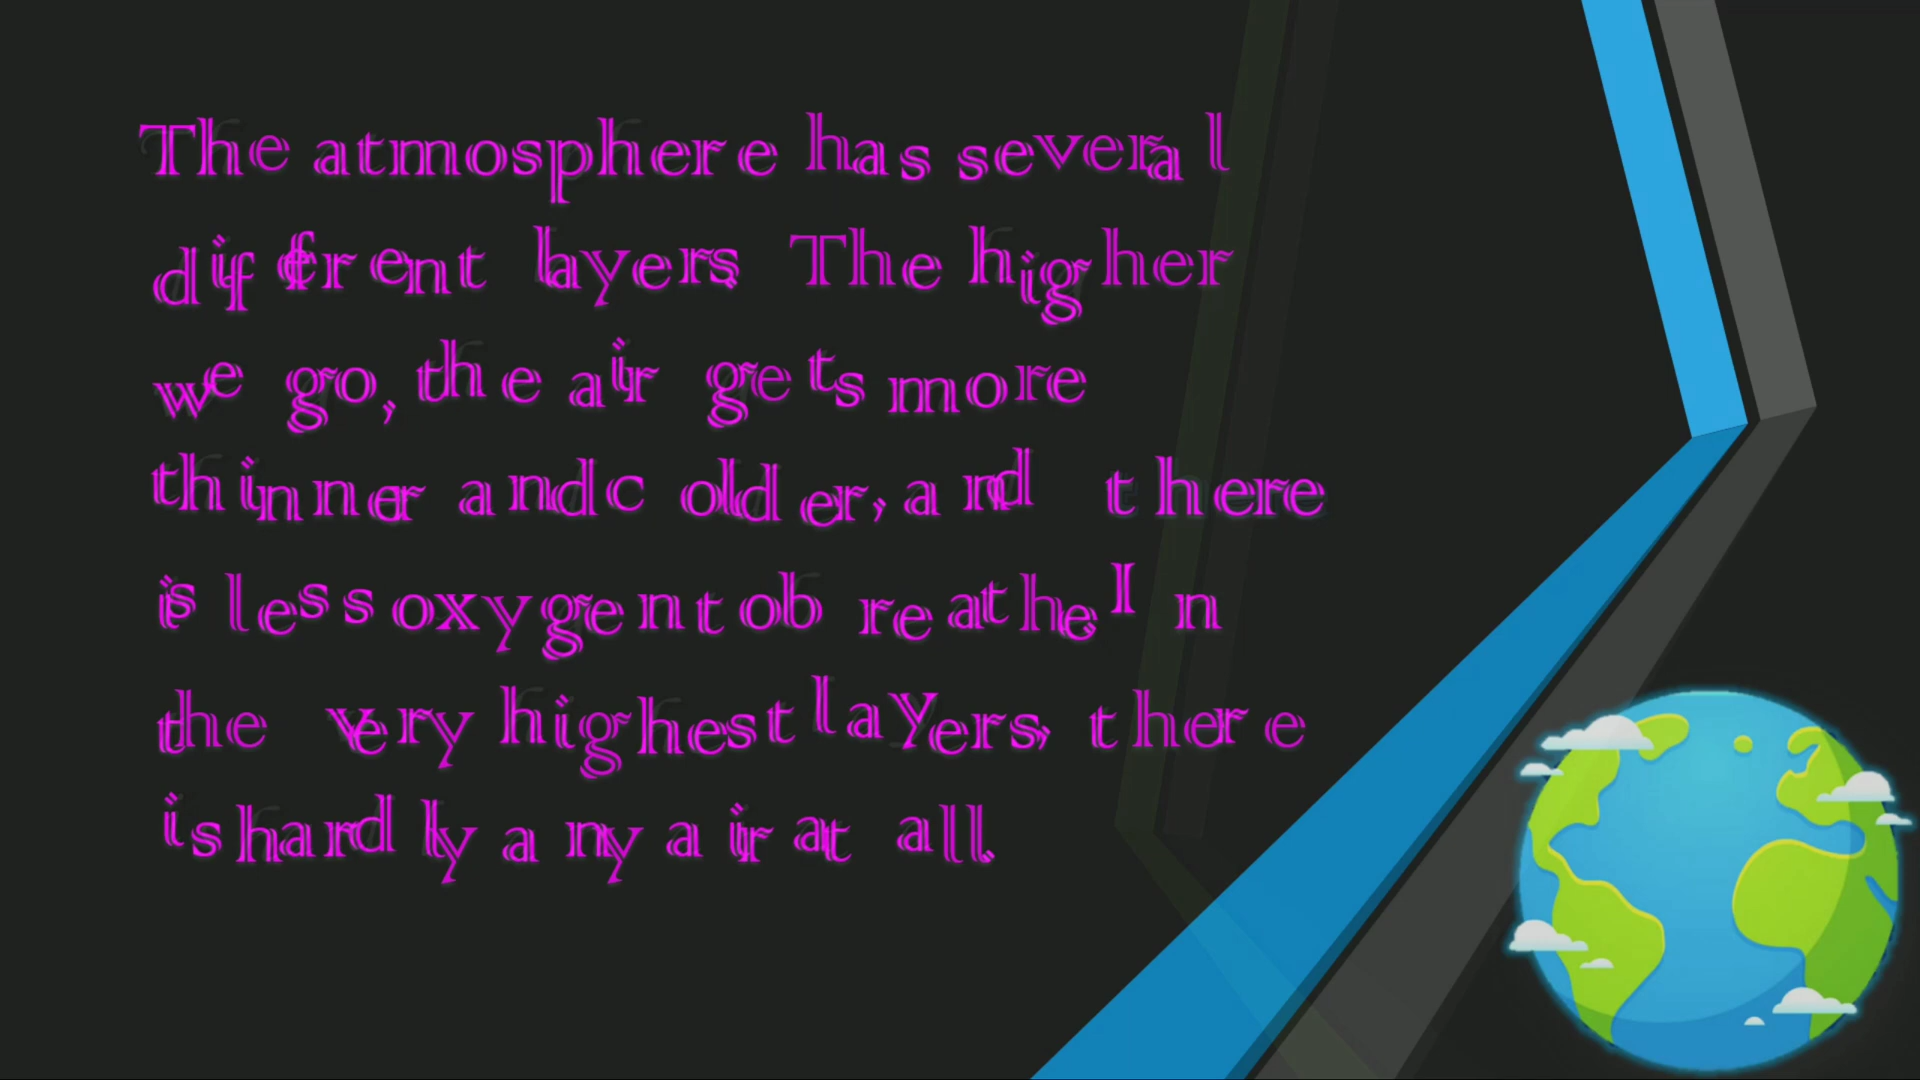 The atmosphere has several
different layers. The higher
we go, the air gets more
thinner and colder, and there
is less oxygen to breathe. In
the very highest layers, there
is hardly any air at all.